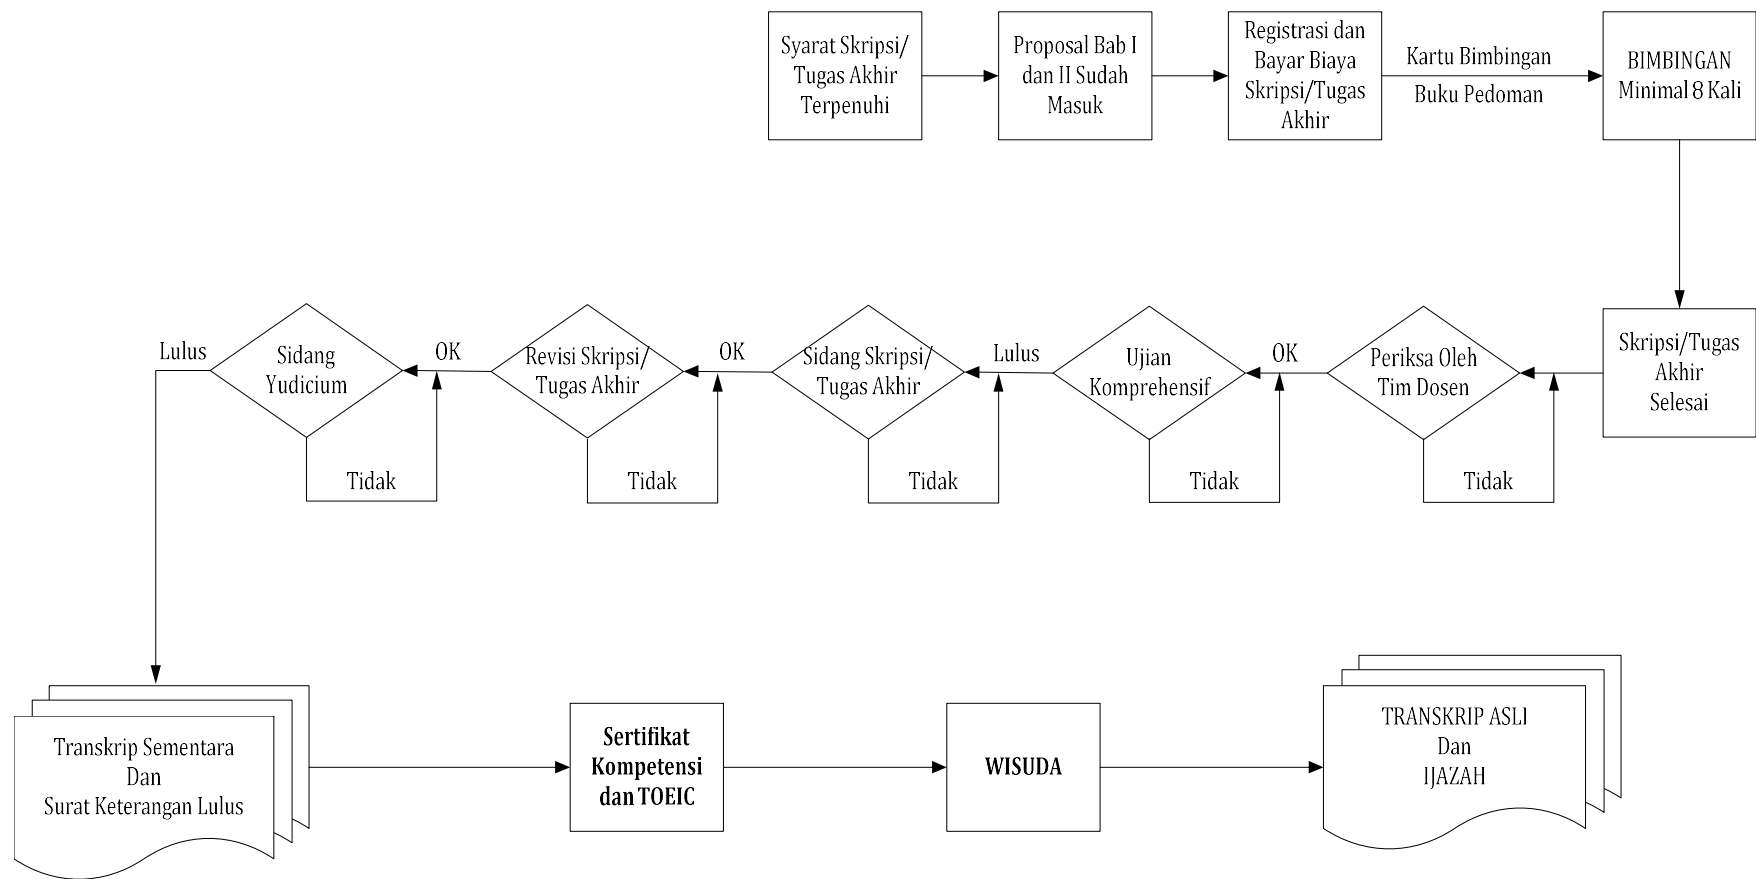 Syarat Skripsi/
Tugas Akhir
Terpenuhi
Proposal Bab I
dan II Sudah
Masuk
Registrasi dan
Bayar Biaya
Skripsi/Tugas
Akhir
Kartu Bimbingan
Buku Pedoman
BIMBINGAN
Minimal 8 Kali
Skripsi/Tugas
Akhir
Selesai
Periksa Oleh
Tim Dosen
Tidak
OK
Ujian
Komprehensif
Tidak
Lulus
Sidang Skripsi/
Tugas Akhir
Tidak
OK
Revisi Skripsi/
Tugas Akhir
Tidak
OK
Sidang
Yudicium
Tidak
Lulus
Transkrip Sementara
Dan
Surat Keterangan Lulus
Sertifikat
Kompetensi
dan TOEIC
WISUDA
TRANSKRIP ASLI
Dan
IJAZAH